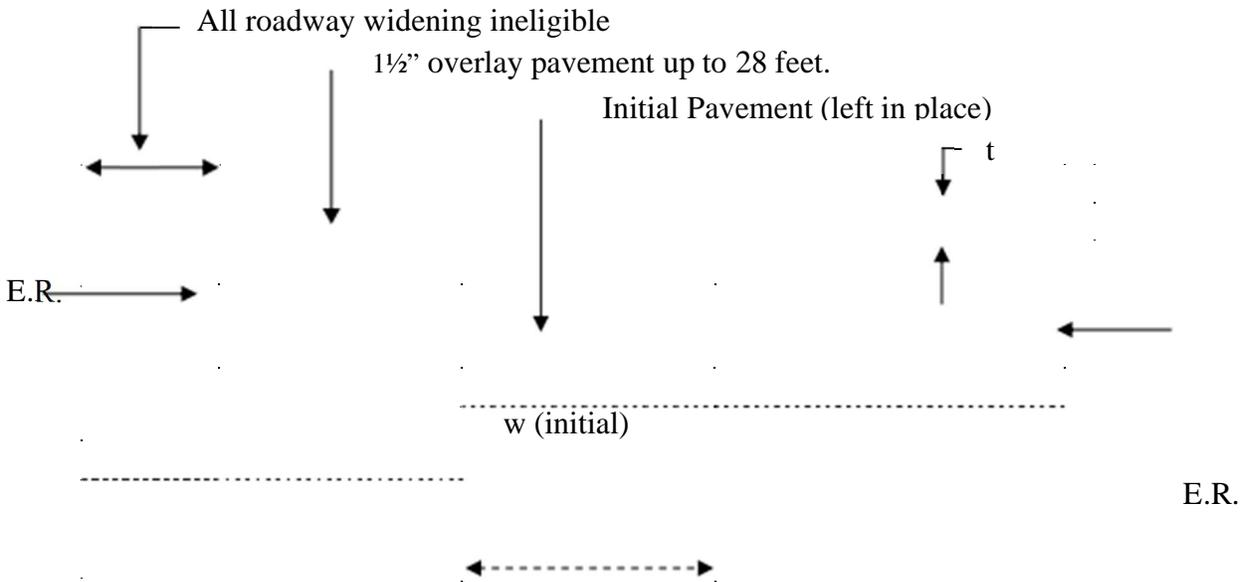 All roadway widening ineligible
1½” overlay pavement up to 28 feet.
Initial Pavement (left in place)
t
E.R.
w (initial)
E.R.